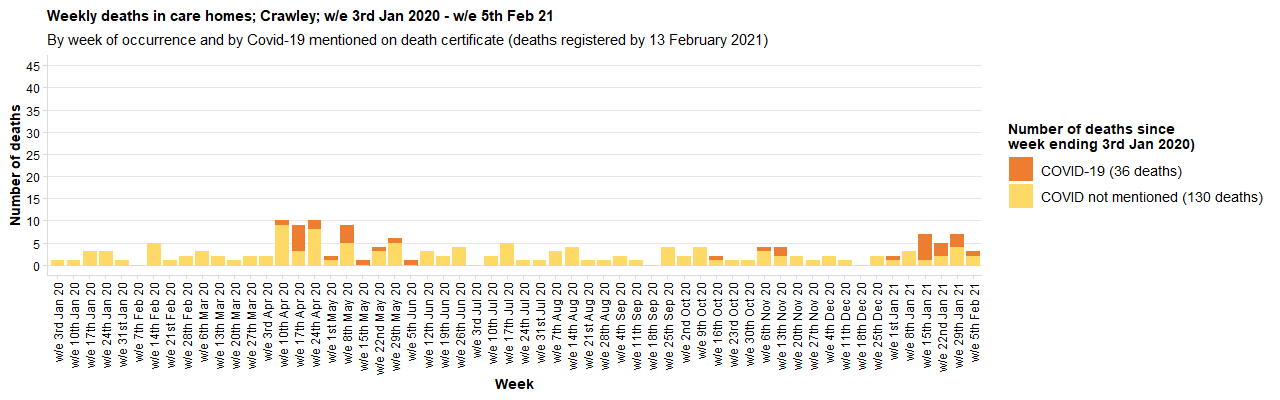 Weekly deaths in care homes; Crawley; w/e 3rd Jan 2020 - w/e 5th Feb 21
By week of occurrence and by Covid-19 mentioned on death certificate (deaths registered by 13 February 2021)
Number of deaths
45
40
35
30
25
20
15
10
5
0
w/e 3rd Jan 20
w/e 10th Jan 20
w/e 17th Jan 20
w/e 24th Jan 20
w/e 31st Jan 20
w/e 7th Feb 20
w/e 14th Feb 20
w/e 21st Feb 20
w/e 28th Feb 20
w/e 6th Mar 20
w/e 13th Mar 20
w/e 20th Mar 20
w/e 27th Mar 20
w/e 3rd Apr 20
w/e 10th Apr 20
w/e 17th Apr 20
w/e 24th Apr 20
w/e 1st May 20
w/e 8th May 20
w/e 15th May 20
w/e 22nd May 20
w/e 29th May 20
w/e 5th Jun 20
w/e 12th Jun 20
w/e 19th Jun 20
w/e 26th Jun 20
w/e 3rd Jul 20
w/e 10th Jul 20
w/e 17th Jul 20
w/e 24th Jul 20
w/e 31st Jul 20
w/e 7th Aug 20
w/e 14th Aug 20
w/e 21st Aug 20
w/e 28th Aug 20
w/e 4th Sep 20
w/e 11th Sep 20
w/e 18th Sep 20
w/e 25th Sep 20
w/e 2nd Oct 20
w/e 9th Oct 20
w/e 16th Oct 20
w/e 23rd Oct 20
w/e 30th Oct 20
w/e 6th Nov 20
w/e 13th Nov 20
w/e 20th Nov 20
w/e 27th Nov 20
w/e 4th Dec 20
w/e 11th Dec 20
w/e 18th Dec 20
w/e 25th Dec 20
w/e 1st Jan 21
w/e 8th Jan 21
w/e 15th Jan 21
w/e 22nd Jan 21
w/e 29th Jan 21
w/e 5th Feb 21
Week
Number of deaths since
week ending 3rd Jan 2020)
COVID-19 (36 deaths)
COVID not mentioned (130 deaths)